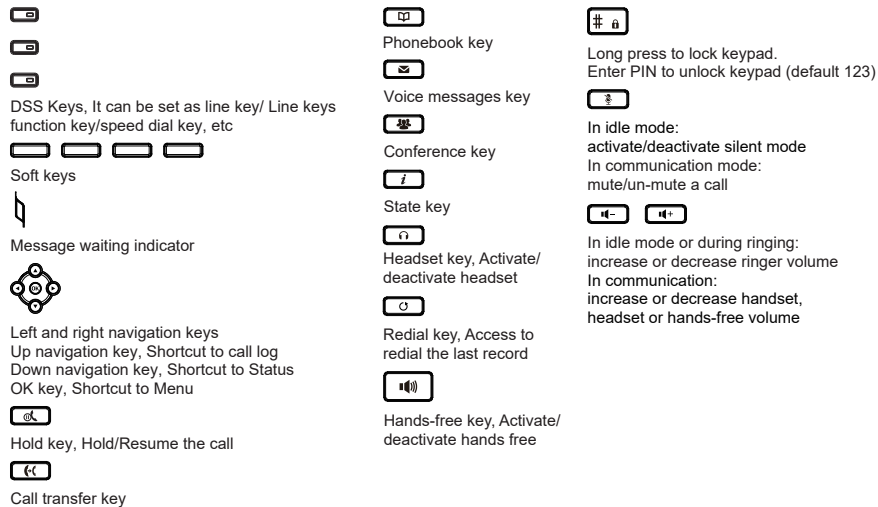 DSS Keys, It can be set as line key/ Line keys
function key/speed dial key, etc
Soft keys
Message waiting indicator
OK
Left and right navigation keys
Up navigation key, Shortcut to call log
Down navigation key, Shortcut to Status
OK key, Shortcut to Menu
Hold key, Hold/Resume the call
Call transfer key
Phonebook key
Voice messages key
Conference key
i
State key
Headset key, Activate/
deactivate headset
Redial key, Access to
redial the last record
Hands-free key, Activate/
deactivate hands free
#
Long press to lock keypad.
Enter PIN to unlock keypad (default 123)
In idle mode:
activate/deactivate silent mode
In communication mode:
mute/un-mute a call
- +
In idle mode or during ringing:
increase or decrease ringer volume
In communication:
increase or decrease handset,
headset or hands-free volume